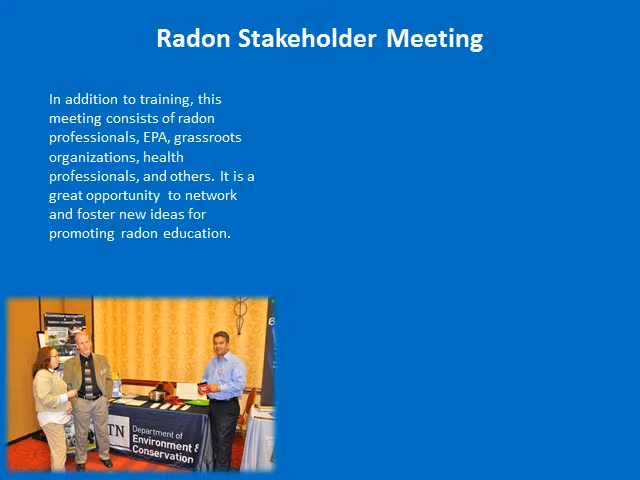 Radon Stakeholder Meeting
In addition to training, this
meeting consists of radon
professionals, EPA, grassroots
organizations, health
professionals, and others. It is a
great opportunity  to network
and foster new ideas for
promoting  radon education.
TN
Department of
Environment &
Conservation